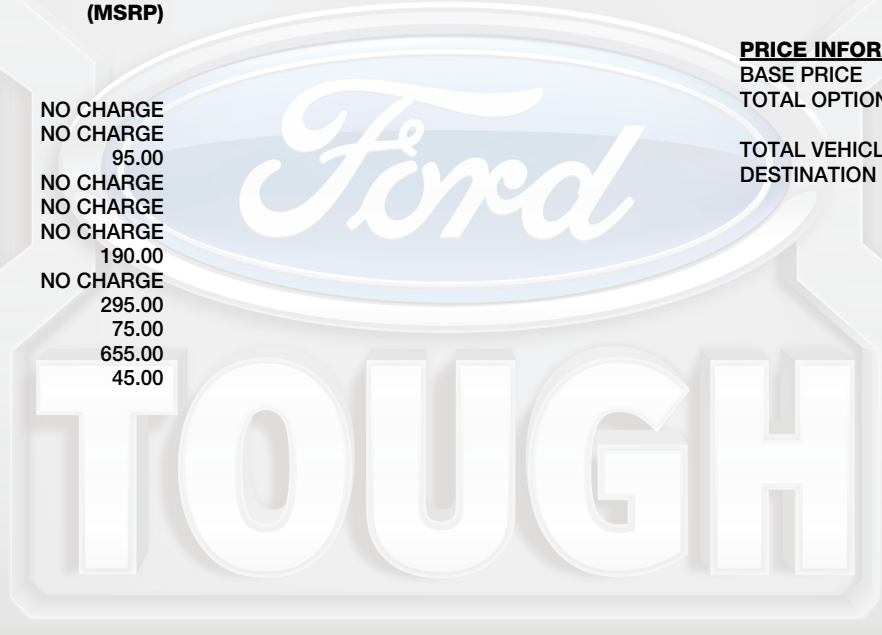 (MSRP)
NO CHARGE
NO CHARGE
95.00
NO CHARGE
NO CHARGE
NO CHARGE
190.00
NO CHARGE
295.00
75.00
655.00
45.00
PRICE INFOR
BASE PRICE
TOTAL OPTION
TOTAL VEHICL
DESTINATION
Ford
TOUGH